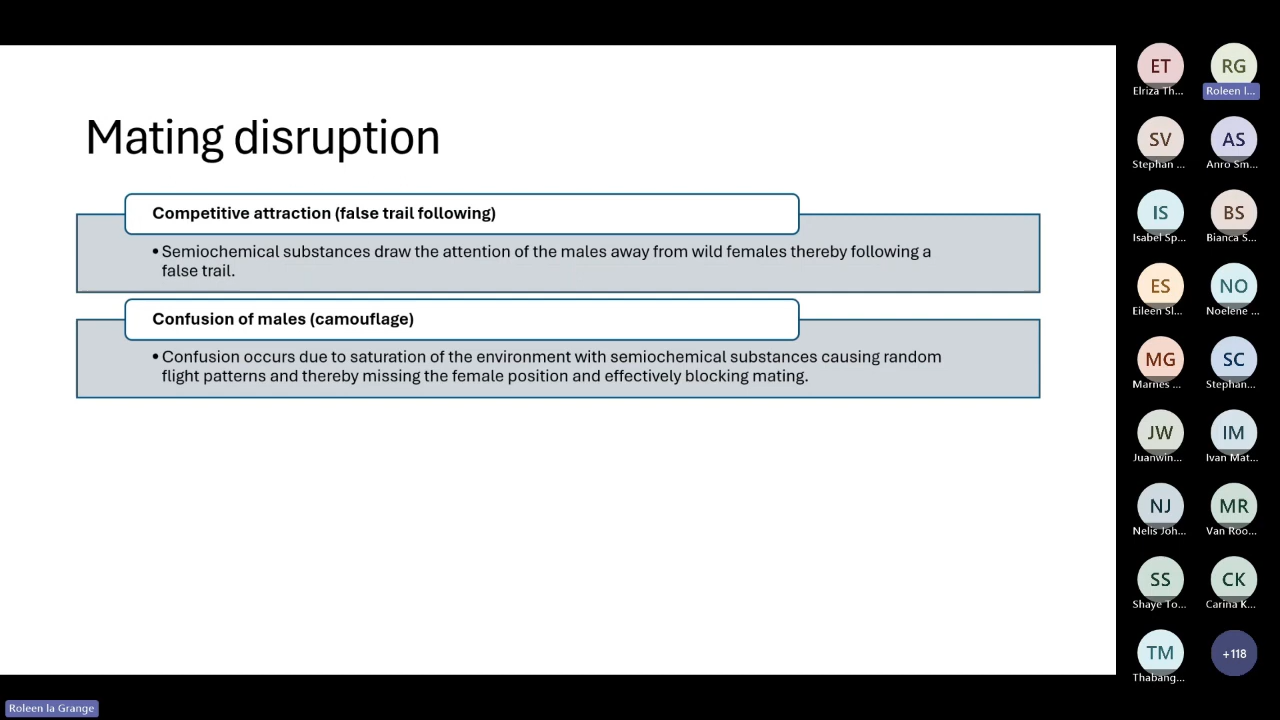 Mating disruption
Competitive attraction (false trail following)
•Semiochemical substances draw the attention of the males away from wild females thereby following a
false trail.
Confusion of males (camouflage)
•Confusion occurs due to saturation of the environment with semiochemical substances causing random
flight patterns and thereby missing the female position and effectively blocking mating.
ET RG
Elriza Th... Roleen l...
SV AS
Stephan ... Anro Sm...
IS BS
Isabel Sp... Bianca S...
ES NO
Eileen Sl... Noelene ...
MG SC
Marnes ... Stephan...
JW IM
Juanwin... Ivan Mat...
NJ MR
Nelis Joh... Van Roo...
SS CK
Shaye To... Carina K...
TM +118
Thabang...
Roleen la Grange